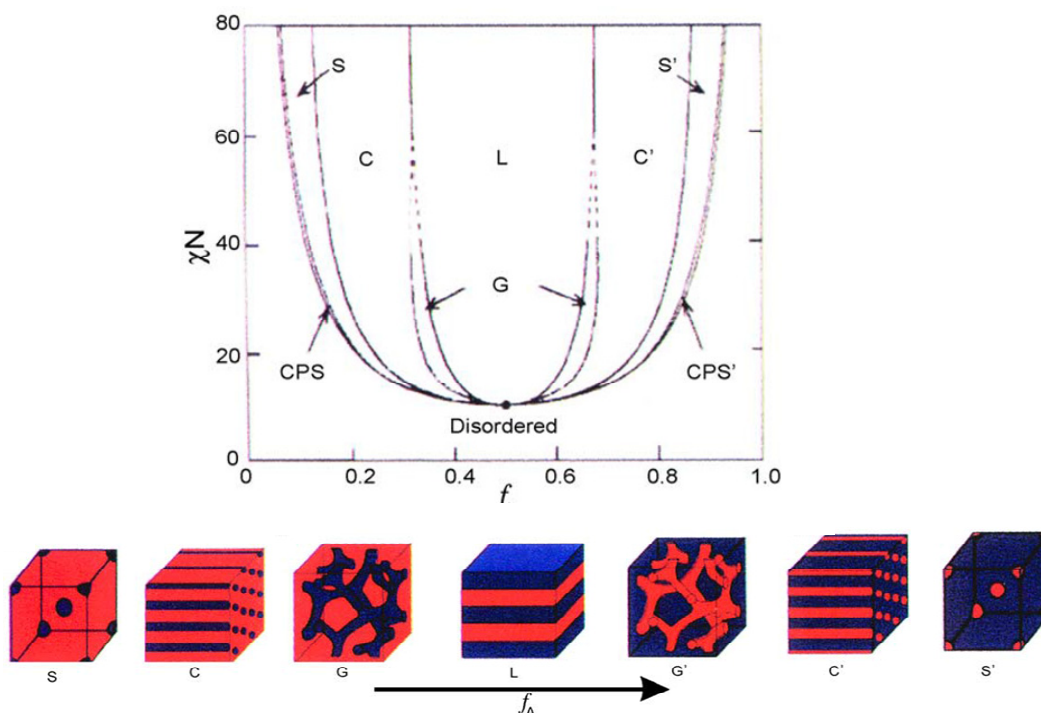 80
S S'
60
C L C'
χN
40
G
20
CPS CPS'
Disordered
0
0 0.2 0.4 0.6 0.8 1.0
f
S C G L G' C' S'
f_A